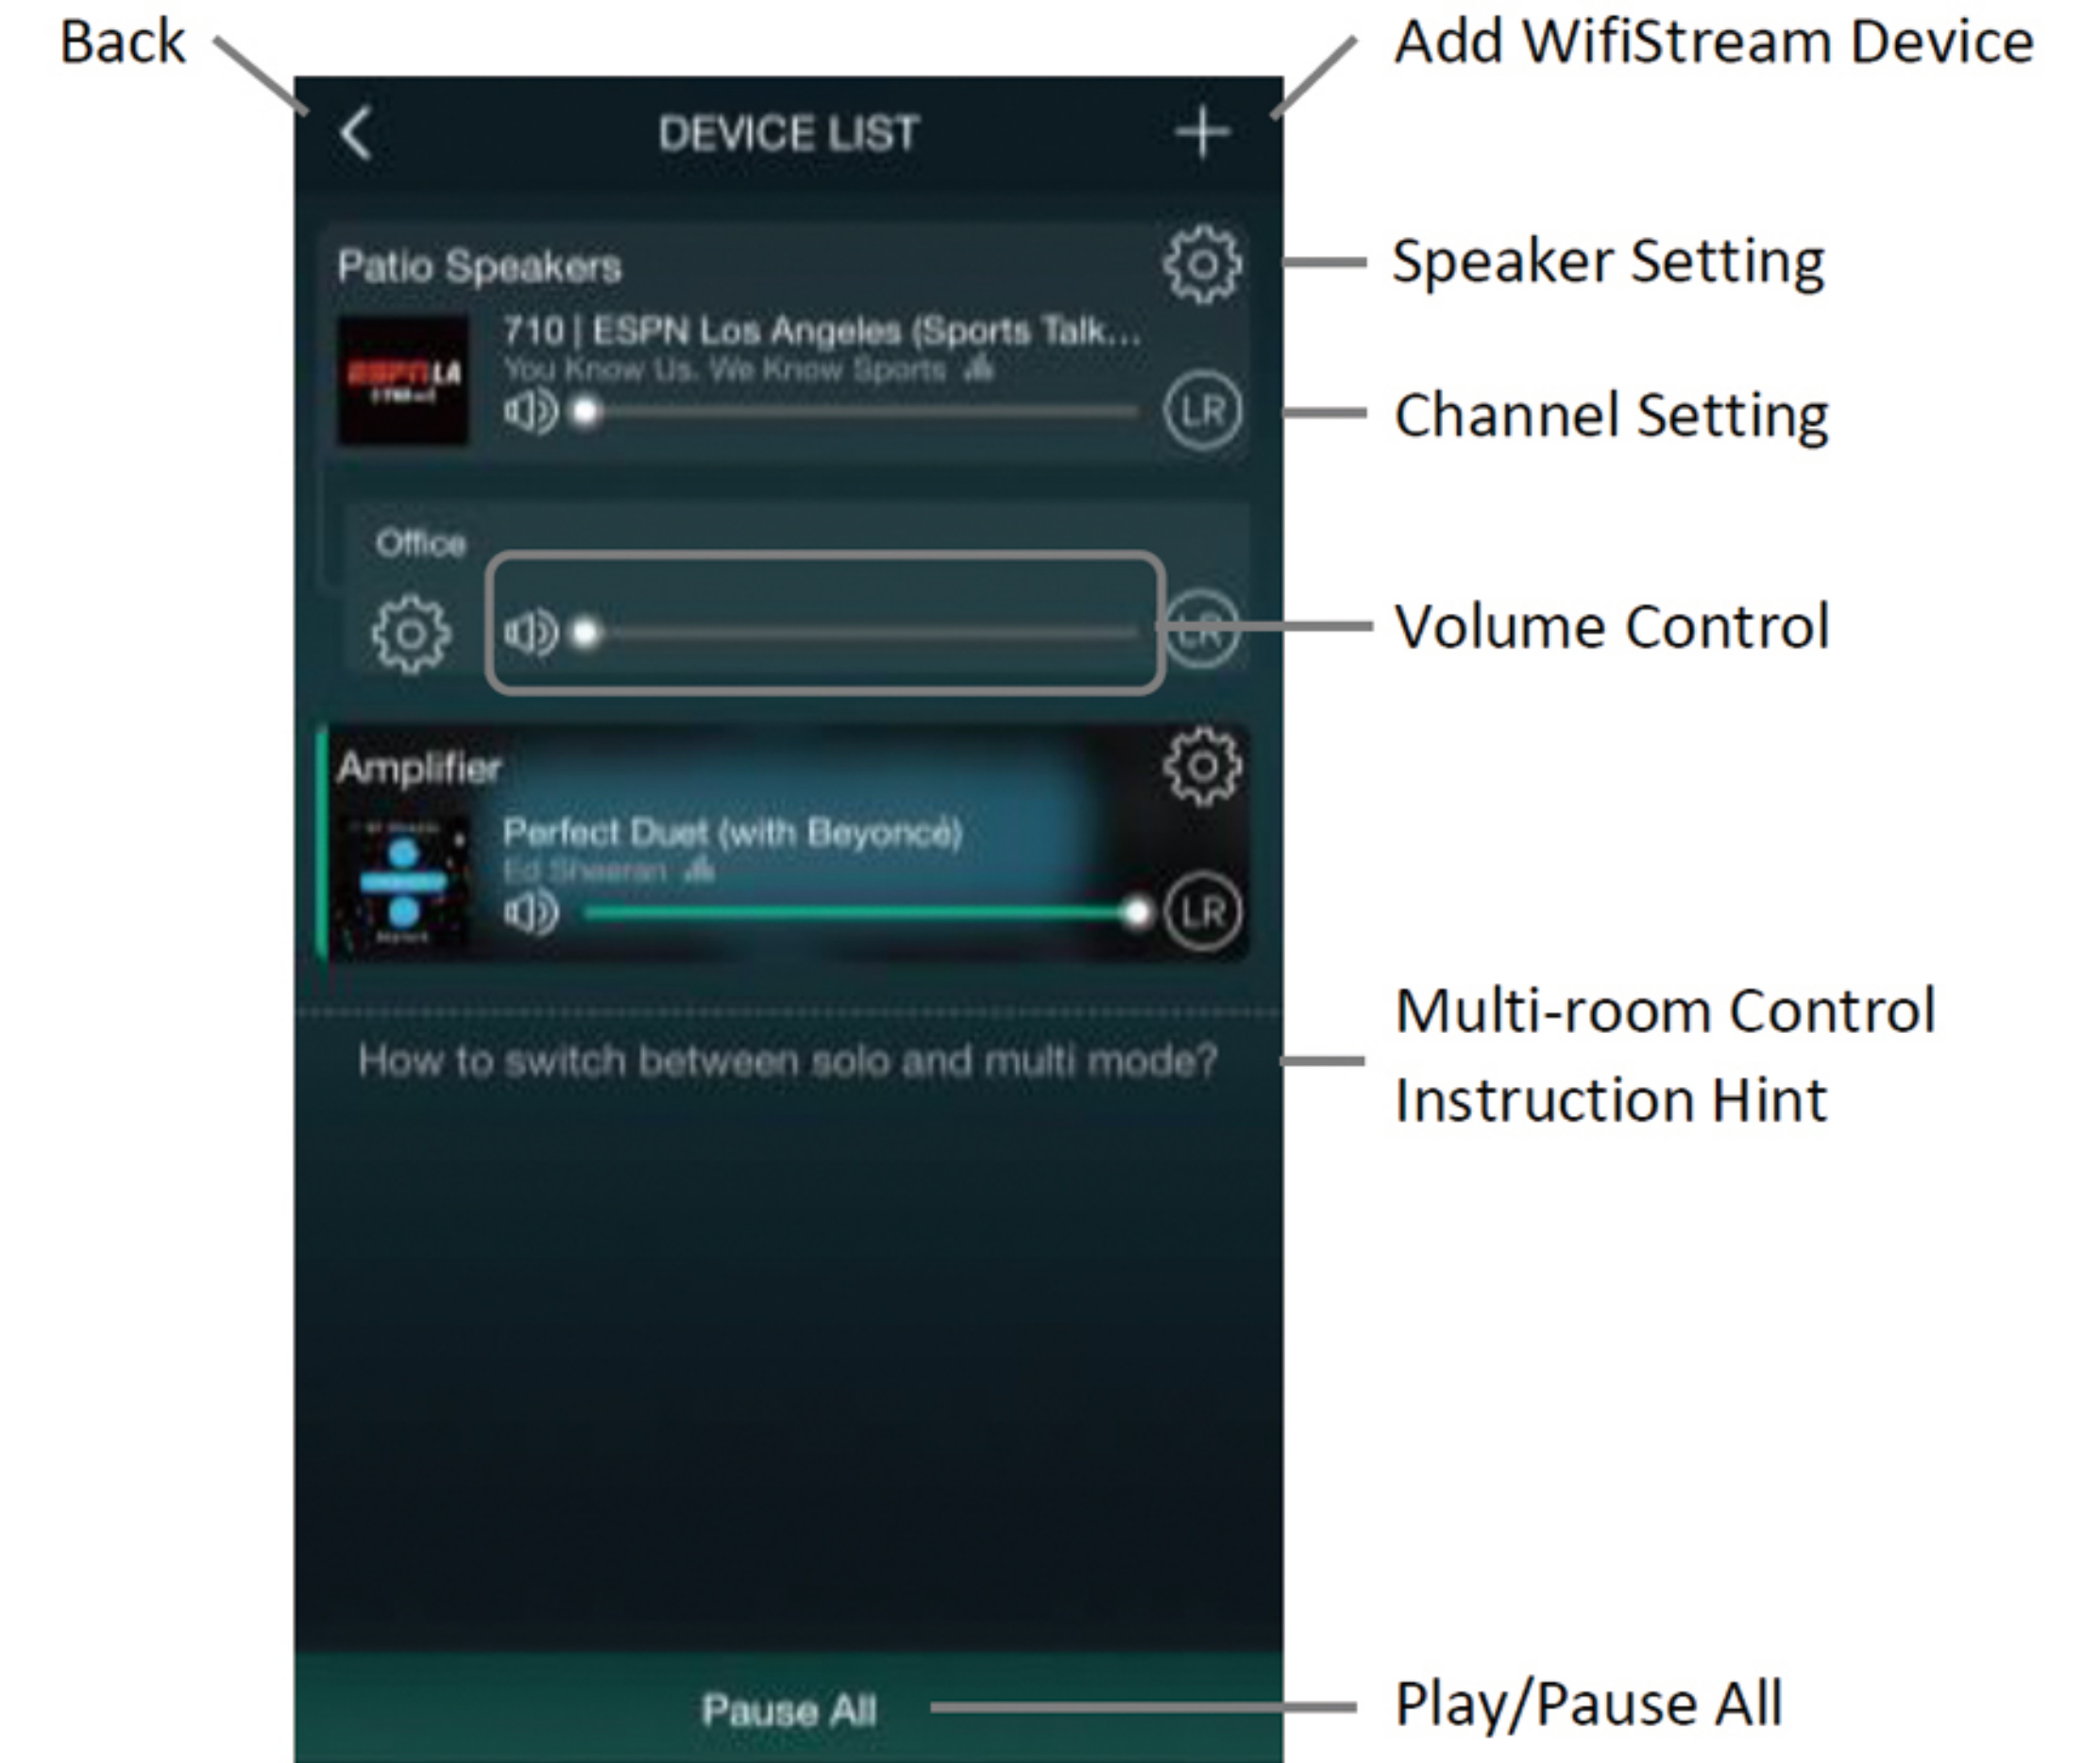 Back
Add WifiStream Device
DEVICE LIST
Patio Speakers
Speaker Setting
710 | ESPN Los Angeles (Sports Talk...
You Know Us. We Know Sports
LA
LR
Channel Setting
Office
LR
Volume Control
Amplifier
Perfect Duet (with Beyoncé)
Ed Sheeran
LR
Multi-room Control
Instruction Hint
How to switch between solo and multi mode?
Pause All
Play/Pause All